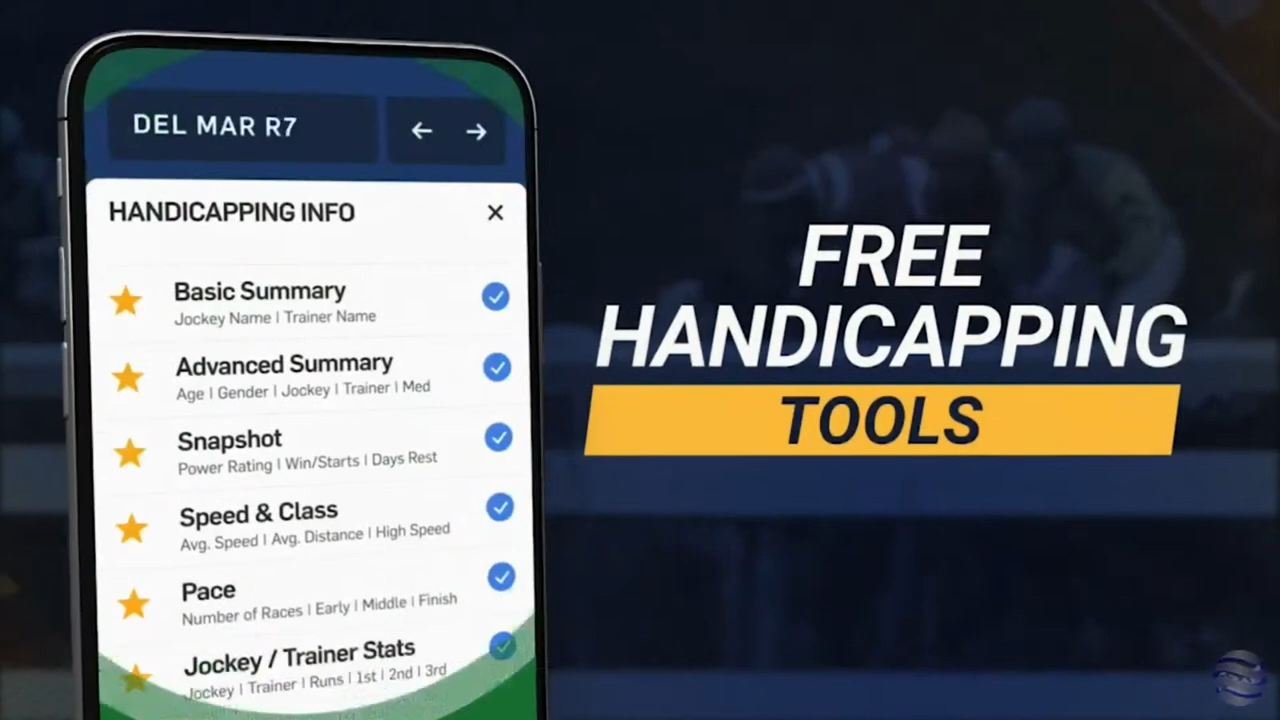 DEL MAR R7
HANDICAPPING INFO
Basic Summary
Jockey Name | Trainer Name
Advanced Summary
Age | Gender | Jockey | Trainer | Med
Snapshot
Power Rating | Win/Starts | Days Rest
Speed & Class
Avg. Speed | Avg. Distance | High Speed
Pace
Number of Races | Early | Middle | Finish
Jockey / Trainer Stats
Jockey | Trainer | Runs | 1st | 2nd | 3rd
FREE
HANDICAPPING
TOOLS